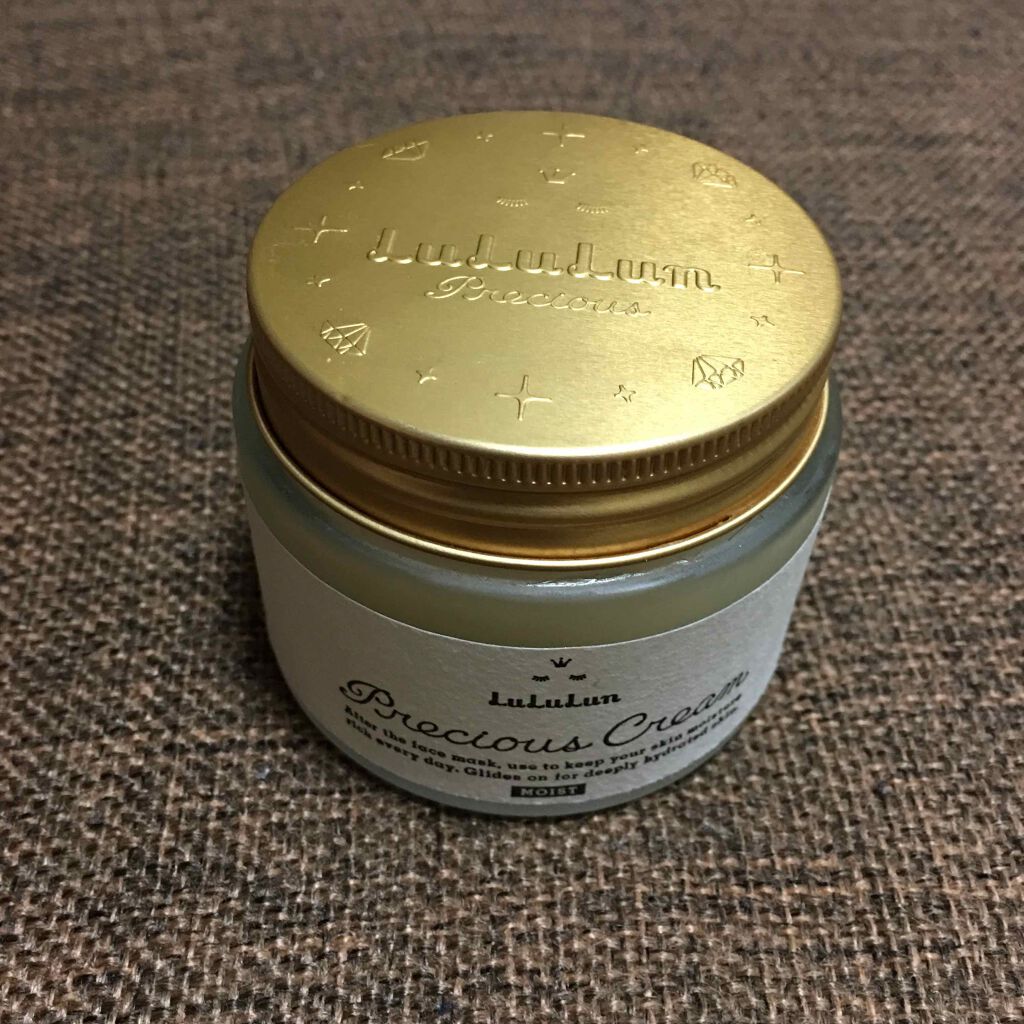 LuLuLun
Precious
LuLuLun
Precious Cream
After the face mask, use to keep your skin moisture
rich every day. Glides on for deeply hydrated skin.
MOIST